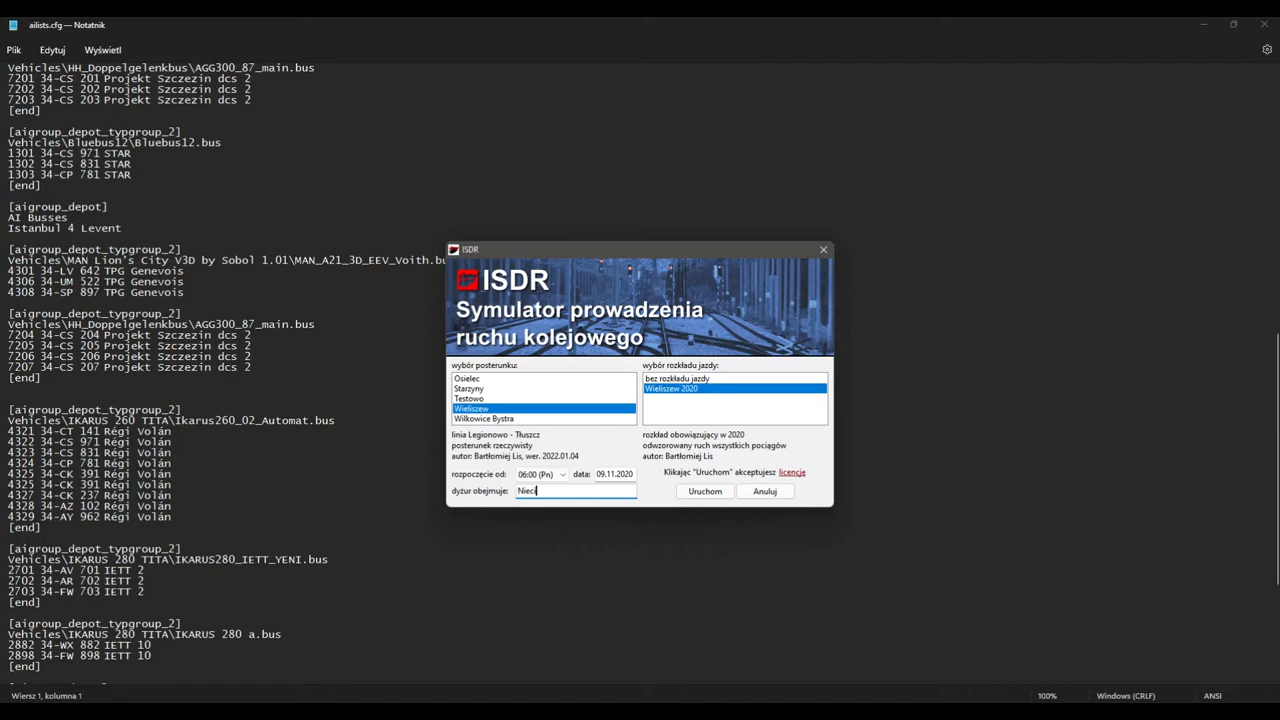 ailists.cfg — Notatnik
Plik Edytuj Wyświetl
Vehicles\HH_Doppelgelenkbus\AGG300_87_main.bus
7201 34-CS 201 Projekt Szczezin dcs 2
7202 34-CS 202 Projekt Szczezin dcs 2
7203 34-CS 203 Projekt Szczezin dcs 2
[end]
[aigroup_depot_typgroup_2]
Vehicles\Bluebus12\Bluebus12.bus
1301 34-CS 971 STAR
1302 34-CS 831 STAR
1303 34-CP 781 STAR
[end]
[aigroup_depot]
AI Busses
Istanbul 4 Levent
[aigroup_depot_typgroup_2]
Vehicles\MAN Lion's City V3D by Sobol 1.01\MAN_A21_3D_EEV_Voith.bu
4301 34-LV 642 TPG Genevois
4306 34-UM 522 TPG Genevois
4308 34-SP 897 TPG Genevois
[aigroup_depot_typgroup_2]
Vehicles\HH_Doppelgelenkbus\AGG300_87_main.bus
7204 34-CS 204 Projekt Szczezin dcs 2
7205 34-CS 205 Projekt Szczezin dcs 2
7206 34-CS 206 Projekt Szczezin dcs 2
7207 34-CS 207 Projekt Szczezin dcs 2
[end]
[aigroup_depot_typgroup_2]
Vehicles\IKARUS 260 TITA\Ikarus260_02_Automat.bus
4321 34-CT 141 Régi Volán
4322 34-CS 971 Régi Volán
4323 34-CS 831 Régi Volán
4324 34-CP 781 Régi Volán
4325 34-CK 391 Régi Volán
4325 34-CK 391 Régi Volán
4327 34-CK 237 Régi Volán
4328 34-AZ 102 Régi Volán
4329 34-AY 962 Régi Volán
[end]
[aigroup_depot_typgroup_2]
Vehicles\IKARUS 280 TITA\IKARUS280_IETT_YENI.bus
2701 34-AV 701 IETT 2
2702 34-AR 702 IETT 2
2703 34-FW 703 IETT 2
[end]
[aigroup_depot_typgroup_2]
Vehicles\IKARUS 280 TITA\IKARUS 280 a.bus
2882 34-WX 882 IETT 10
2898 34-FW 898 IETT 10
[end]
Wiersz 1, kolumna 1
100%
Windows (CRLF)
ANSI
ISDR
ISDR
Symulator prowadzenia
ruchu kolejowego
wybór posterunku:
Osielec
Starzyny
Testowo
Wieliszew
Wilkowice Bystra
linia Legionowo - Tłuszcz
posterunek rzeczywisty
autor: Bartłomiej Lis, wer. 2022.01.04
rozpoczęcie od: 06:00 (Pn) data: 09.11.2020
dyżur obejmuje: Nieci
wybór rozkładu jazdy:
bez rozkładu jazdy
Wieliszew 2020
rozkład obowiązujący w 2020
odwzorowany ruch wszystkich pociągów
autor: Bartłomiej Lis
Klikając "Uruchom" akceptujesz licencje
Uruchom Anuluj